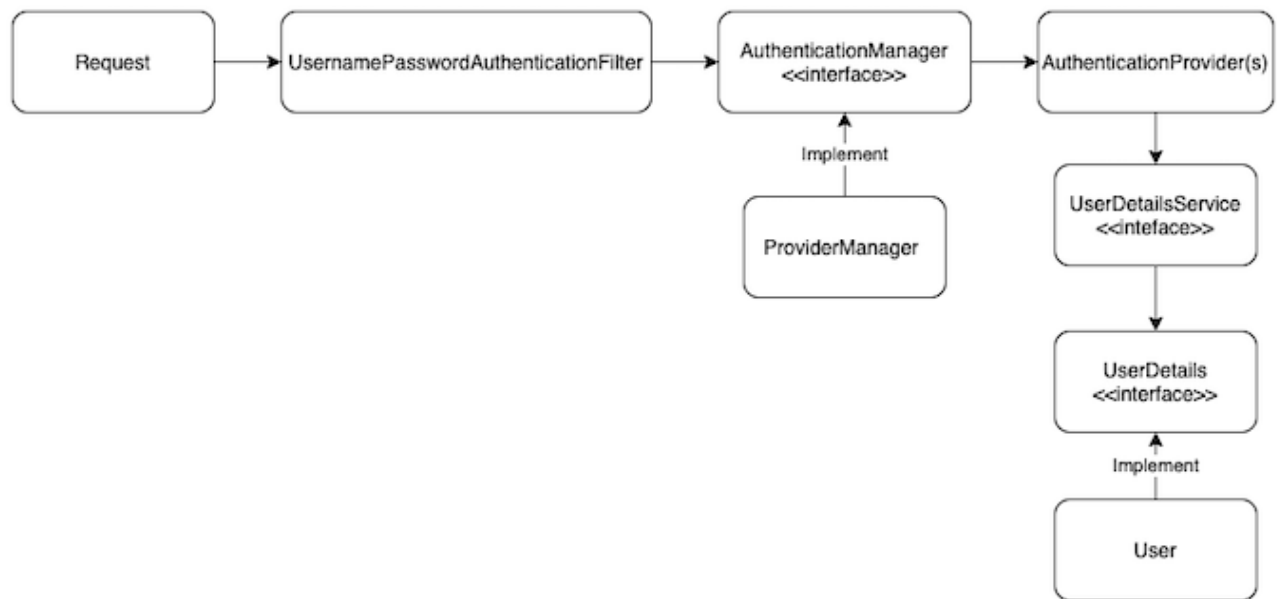 Request
UsernamePasswordAuthenticationFilter
AuthenticationManager
<<interface>>
AuthenticationProvider(s)
Implement
ProviderManager
UserDetailsService
<<inteface>>
UserDetails
<<interface>>
Implement
User